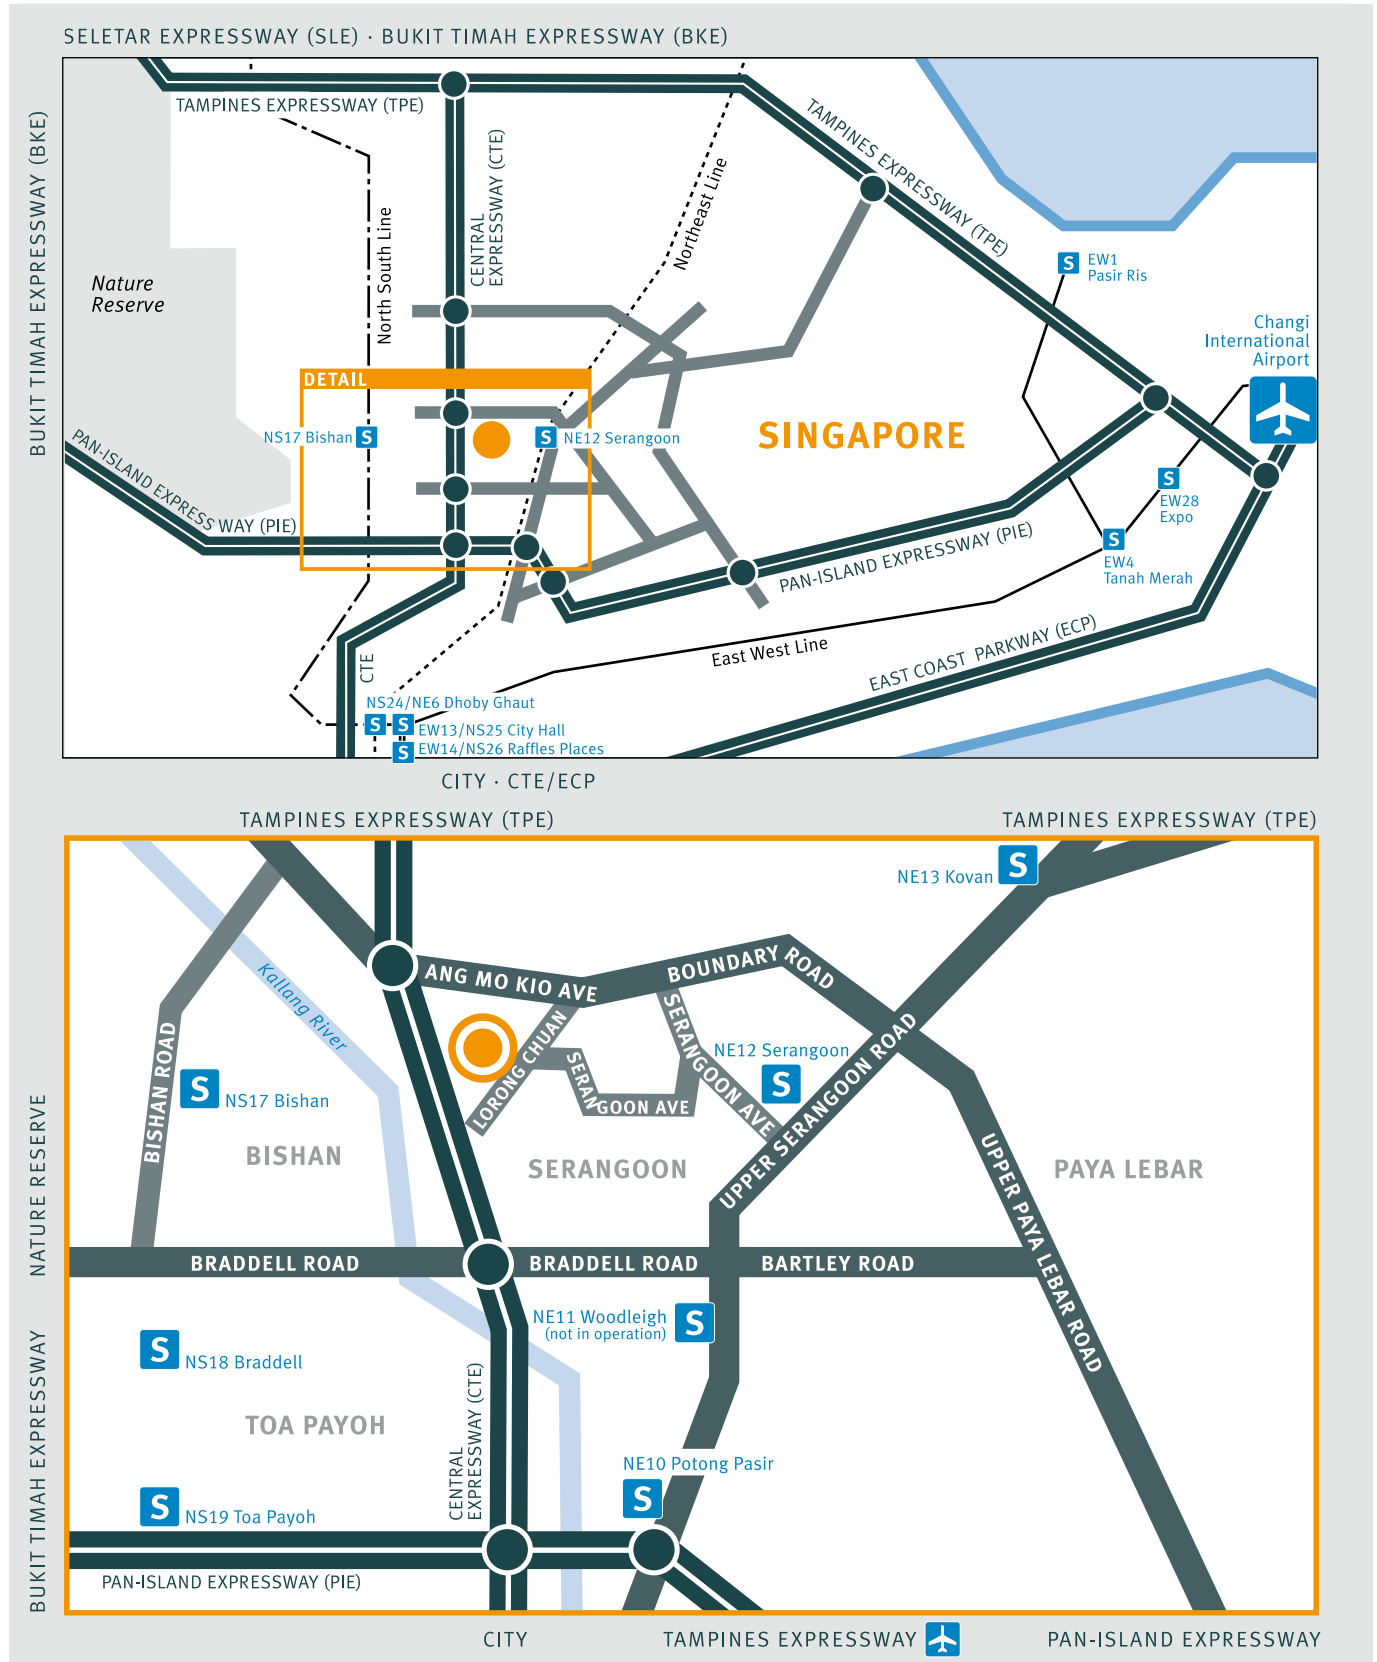 SELETAR EXPRESSWAY (SLE) · BUKIT TIMAH EXPRESSWAY (BKE)
BUKIT TIMAH EXPRESSWAY (BKE)
TAMPINES EXPRESSWAY (TPE)
TAMPINES EXPRESSWAY (TPE)
CENTRAL
EXPRESSWAY (CTE)
North South Line
Northeast Line
Nature
Reserve
S EW1
Pasir Ris
Changi
International
Airport
DETAIL
NS17 Bishan S
S NE12 Serangoon
SINGAPORE
PAN-ISLAND EXPRESS WAY (PIE)
S
EW28
Expo
S
EW4
Tanah Merah
PAN-ISLAND EXPRESSWAY (PIE)
East West Line
EAST COAST PARKWAY (ECP)
CTE
NS24/NE6 Dhoby Ghaut
S S EW13/NS25 City Hall
S EW14/NS26 Raffles Places
CITY · CTE/ECP
TAMPINES EXPRESSWAY (TPE)
TAMPINES EXPRESSWAY (TPE)
NE13 Kovan S
ANG MO KIO AVE
BOUNDARY ROAD
Kallang River
BISHAN ROAD
LORONG CHUAN
SERAN
GOON AVE
SERANGOON AVE
NE12 Serangoon
S
UPPER SERANGOON ROAD
S NS17 Bishan
BISHAN
SERANGOON
PAYA LEBAR
UPPER PAYA LEBAR ROAD
NATURE RESERVE
BRADDELL ROAD
BRADDELL ROAD
BARTLEY ROAD
NE11 Woodleigh
(not in operation)
S
S NS18 Braddell
TOA PAYOH
CENTRAL
EXPRESSWAY (CTE)
NE10 Potong Pasir
S
S NS19 Toa Payoh
PAN-ISLAND EXPRESSWAY (PIE)
BUKIT TIMAH EXPRESSWAY
CITY
TAMPINES EXPRESSWAY
PAN-ISLAND EXPRESSWAY